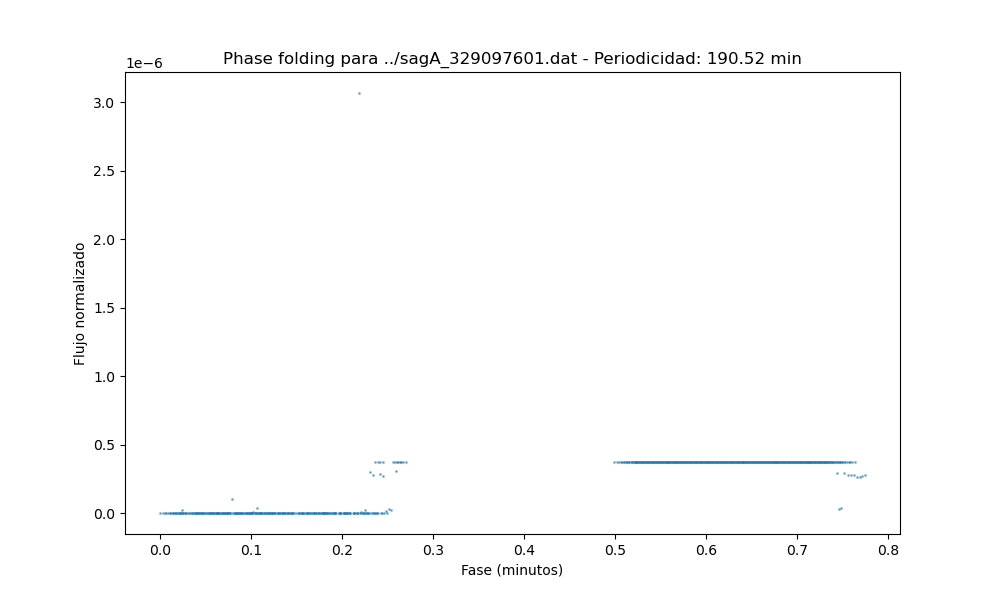 Phase folding para ../sagA_329097601.dat - Periodicidad: 190.52 min
1e−6
3.0
2.5
2.0
1.5
1.0
0.5
0.0
Flujo normalizado
0.0 0.1 0.2 0.3 0.4 0.5 0.6 0.7 0.8
Fase (minutos)